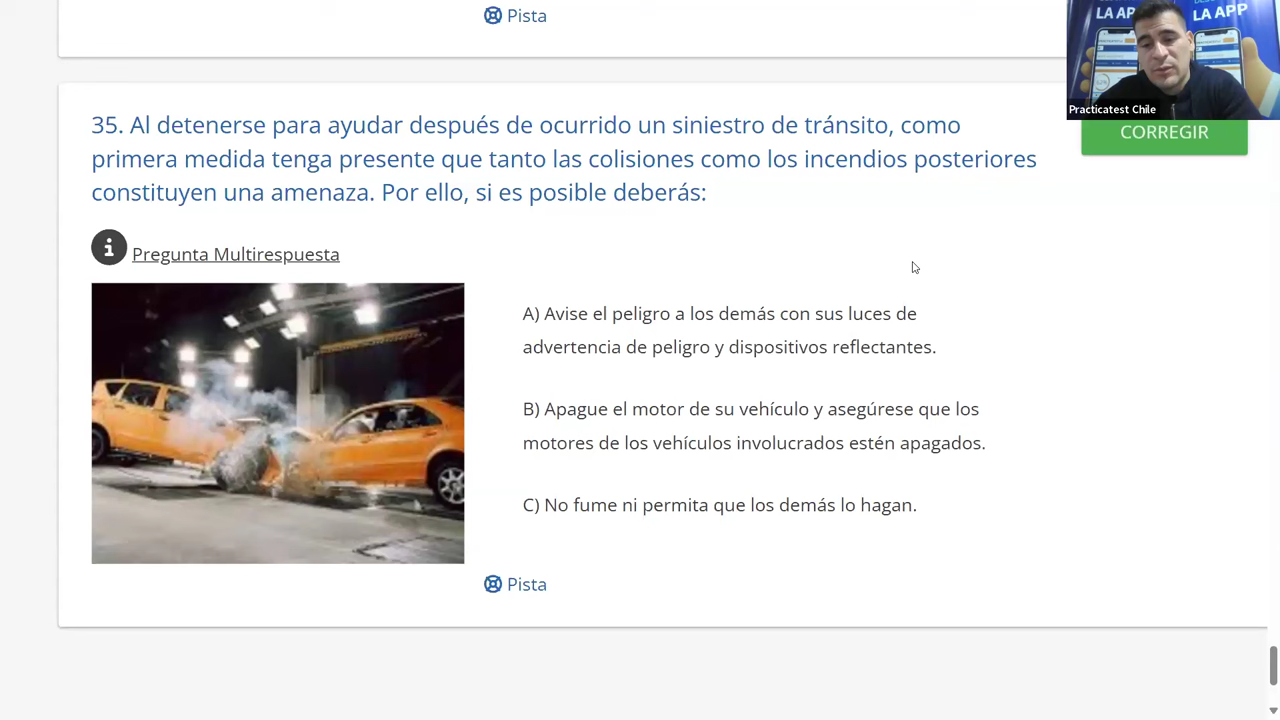 Pista
LA APP
LA APP
Practicatest Chile
CORREGIR
35. Al detenerse para ayudar después de ocurrido un siniestro de tránsito, como
primera medida tenga presente que tanto las colisiones como los incendios posteriores
constituyen una amenaza. Por ello, si es posible deberás:
Pregunta Multirespuesta
A) Avise el peligro a los demás con sus luces de
advertencia de peligro y dispositivos reflectantes.
B) Apague el motor de su vehículo y asegúrese que los
motores de los vehículos involucrados estén apagados.
C) No fume ni permita que los demás lo hagan.
Pista